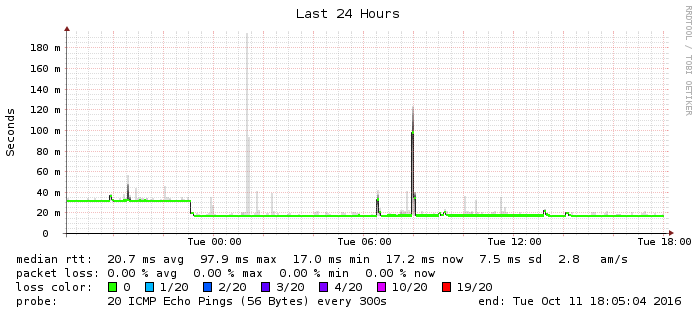 Last 24 Hours
RRDTOOL / TOBI OETIKER
Seconds
180 m
160 m
140 m
120 m
100 m
80 m
60 m
40 m
20 m
0
Tue 00:00 Tue 06:00 Tue 12:00 Tue 18:00
median rtt: 20.7 ms avg 97.9 ms max 17.0 ms min 17.2 ms now 7.5 ms sd 2.8 am/s
packet loss: 0.00 % avg 0.00 % max 0.00 % min 0.00 % now
loss color: 0 1/20 2/20 3/20 4/20 10/20 19/20
probe: 20 ICMP Echo Pings (56 Bytes) every 300s end: Tue Oct 11 18:05:04 2016